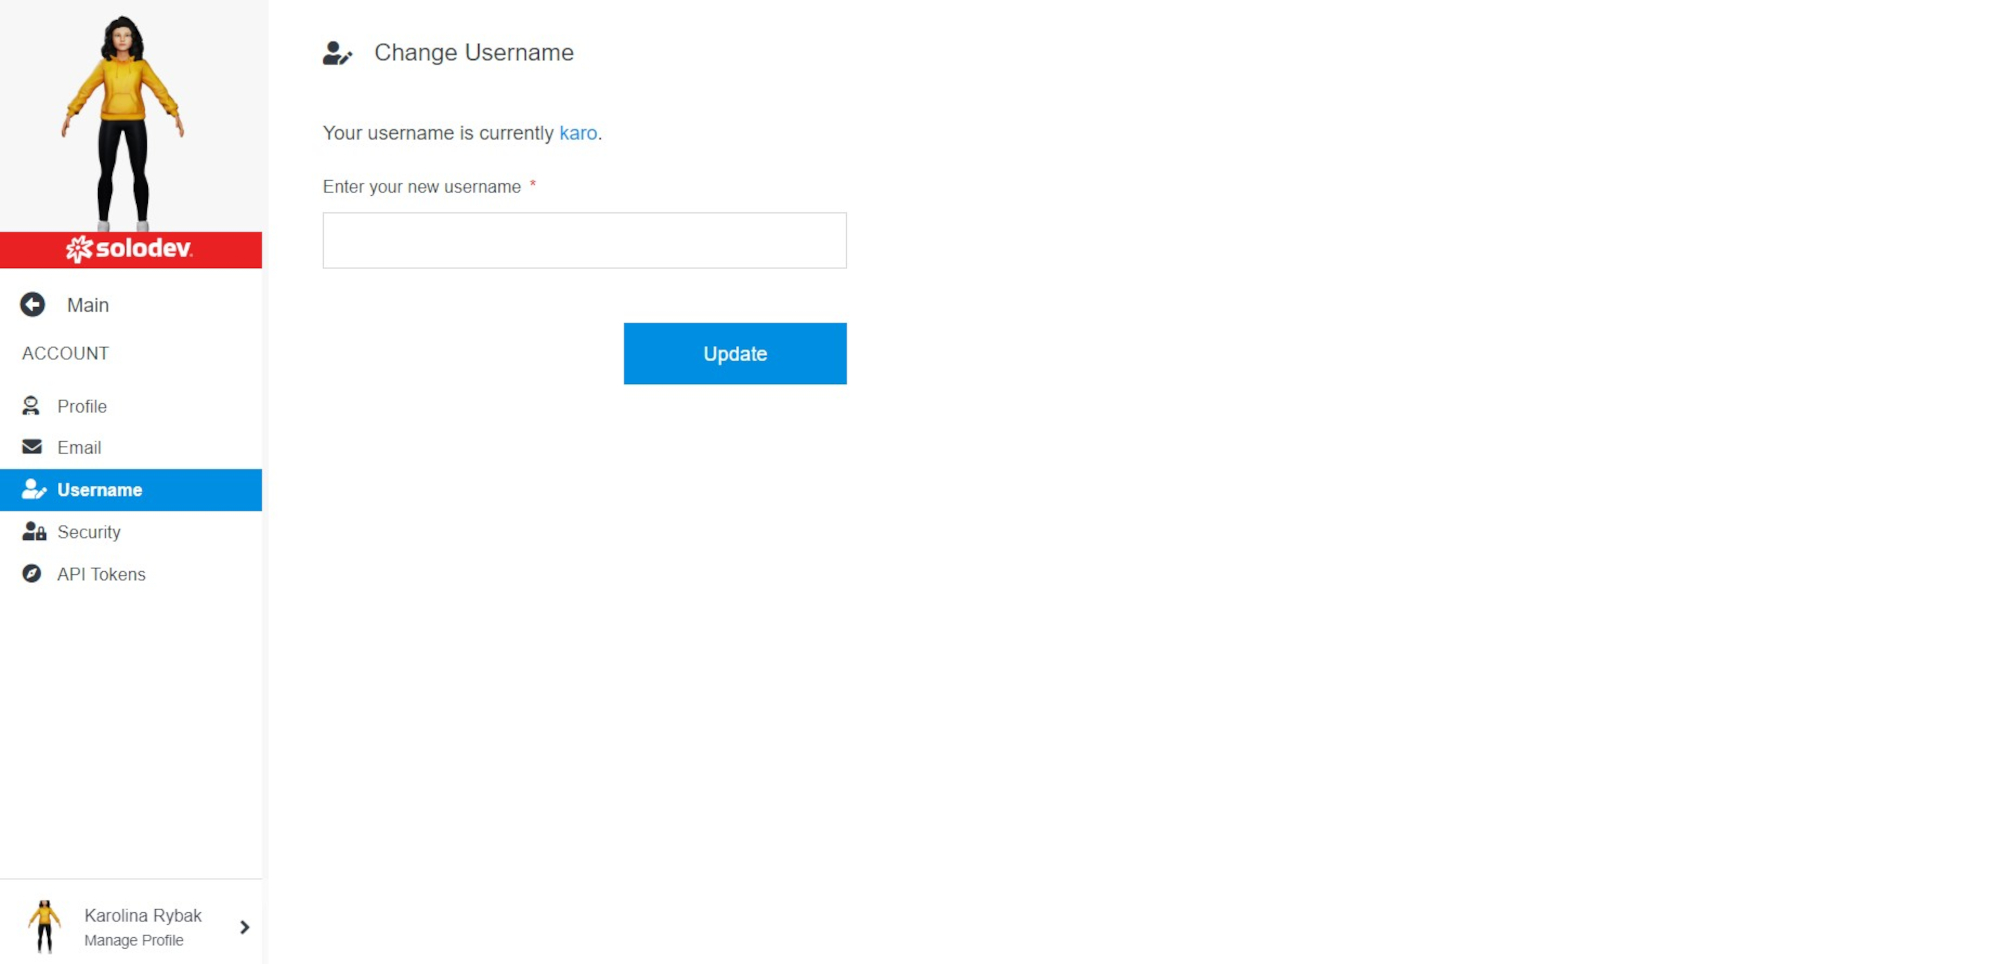 solodev
Main
ACCOUNT
Profile
Email
Username
Security
API Tokens
Karolina Rybak
Manage Profile
Change Username
Your username is currently karo.
Enter your new username *
Update